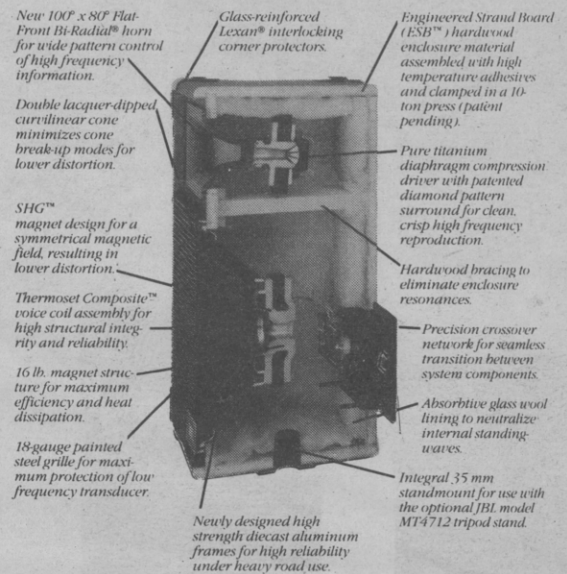 New 100° x 80° Flat-
Front Bi-Radial® horn
for wide pattern control
of high frequency
information.
Double lacquer-dipped
curvilinear cone
minimizes cone
break-up modes for
lower distortion.
SHG™
magnet design for a
symmetrical magnetic
field, resulting in
lower distortion.
Thermoset Composite™
voice coil assembly for
high structural integ-
rity and reliability.
16 lb. magnet struc-
ture for maximum
efficiency and heat
dissipation.
18-gauge painted
steel grille for maxi-
mum protection of low
frequency transducer.
Glass-reinforced
Lexan® interlocking
corner protectors.
Newly designed high
strength diecast aluminum
frames for high reliability
under heavy road use.
Engineered Strand Board
(ESB™) hardwood
enclosure material
assembled with high
temperature adhesives
and clamped in a 10-
ton press (patent
pending).
Pure titanium
diaphragm compression
driver with patented
diamond pattern
surround for clean,
crisp high frequency
reproduction.
Hardwood bracing to
eliminate enclosure
resonances.
Precision crossover
network for seamless
transition between
system components.
Absorbtive glass wool
lining to neutralize
internal standing-
waves.
Integral 35 mm
standmount for use with
the optional JBL model
MT4712 tripod stand.